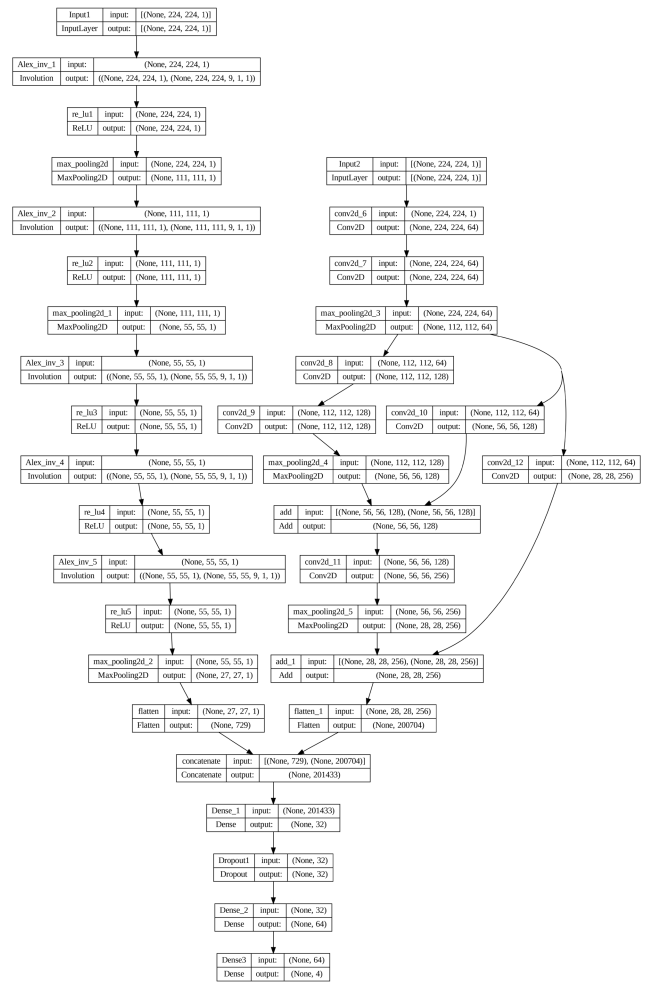 Input1 input: [(None, 224, 224, 1)]
InputLayer output: [(None, 224, 224, 1)]
Alex_inv_1 input: (None, 224, 224, 1)
Involution output: ((None, 224, 224, 1), (None, 224, 224, 9, 1, 1))
re_lu1 input: (None, 224, 224, 1)
ReLU output: (None, 224, 224, 1)
max_pooling2d input: (None, 224, 224, 1)
MaxPooling2D output: (None, 111, 111, 1)
Input2 input: [(None, 224, 224, 1)]
InputLayer output: [(None, 224, 224, 1)]
Alex_inv_2 input: (None, 111, 111, 1)
Involution output: ((None, 111, 111, 1), (None, 111, 111, 9, 1, 1))
conv2d_6 input: (None, 224, 224, 1)
Conv2D output: (None, 224, 224, 64)
re_lu2 input: (None, 111, 111, 1)
ReLU output: (None, 111, 111, 1)
conv2d_7 input: (None, 224, 224, 64)
Conv2D output: (None, 224, 224, 64)
max_pooling2d_1 input: (None, 111, 111, 1)
MaxPooling2D output: (None, 55, 55, 1)
max_pooling2d_3 input: (None, 224, 224, 64)
MaxPooling2D output: (None, 112, 112, 64)
Alex_inv_3 input: (None, 55, 55, 1)
Involution output: ((None, 55, 55, 1), (None, 55, 55, 9, 1, 1))
conv2d_8 input: (None, 112, 112, 64)
Conv2D output: (None, 112, 112, 128)
re_lu3 input: (None, 55, 55, 1)
ReLU output: (None, 55, 55, 1)
conv2d_9 input: (None, 112, 112, 128)
Conv2D output: (None, 112, 112, 128)
conv2d_10 input: (None, 112, 112, 64)
Conv2D output: (None, 56, 56, 128)
Alex_inv_4 input: (None, 55, 55, 1)
Involution output: ((None, 55, 55, 1), (None, 55, 55, 9, 1, 1))
max_pooling2d_4 input: (None, 112, 112, 128)
MaxPooling2D output: (None, 56, 56, 128)
conv2d_12 input: (None, 112, 112, 64)
Conv2D output: (None, 28, 28, 256)
re_lu4 input: (None, 55, 55, 1)
ReLU output: (None, 55, 55, 1)
add input: [(None, 56, 56, 128), (None, 56, 56, 128)]
Add output: (None, 56, 56, 128)
Alex_inv_5 input: (None, 55, 55, 1)
Involution output: ((None, 55, 55, 1), (None, 55, 55, 9, 1, 1))
conv2d_11 input: (None, 56, 56, 128)
Conv2D output: (None, 56, 56, 256)
re_lu5 input: (None, 55, 55, 1)
ReLU output: (None, 55, 55, 1)
max_pooling2d_5 input: (None, 56, 56, 256)
MaxPooling2D output: (None, 28, 28, 256)
max_pooling2d_2 input: (None, 55, 55, 1)
MaxPooling2D output: (None, 27, 27, 1)
add_1 input: [(None, 28, 28, 256), (None, 28, 28, 256)]
Add output: (None, 28, 28, 256)
flatten input: (None, 27, 27, 1)
Flatten output: (None, 729)
flatten_1 input: (None, 28, 28, 256)
Flatten output: (None, 200704)
concatenate input: [(None, 729), (None, 200704)]
Concatenate output: (None, 201433)
Dense_1 input: (None, 201433)
Dense output: (None, 32)
Dropout1 input: (None, 32)
Dropout output: (None, 32)
Dense_2 input: (None, 32)
Dense output: (None, 64)
Dense3 input: (None, 64)
Dense output: (None, 4)